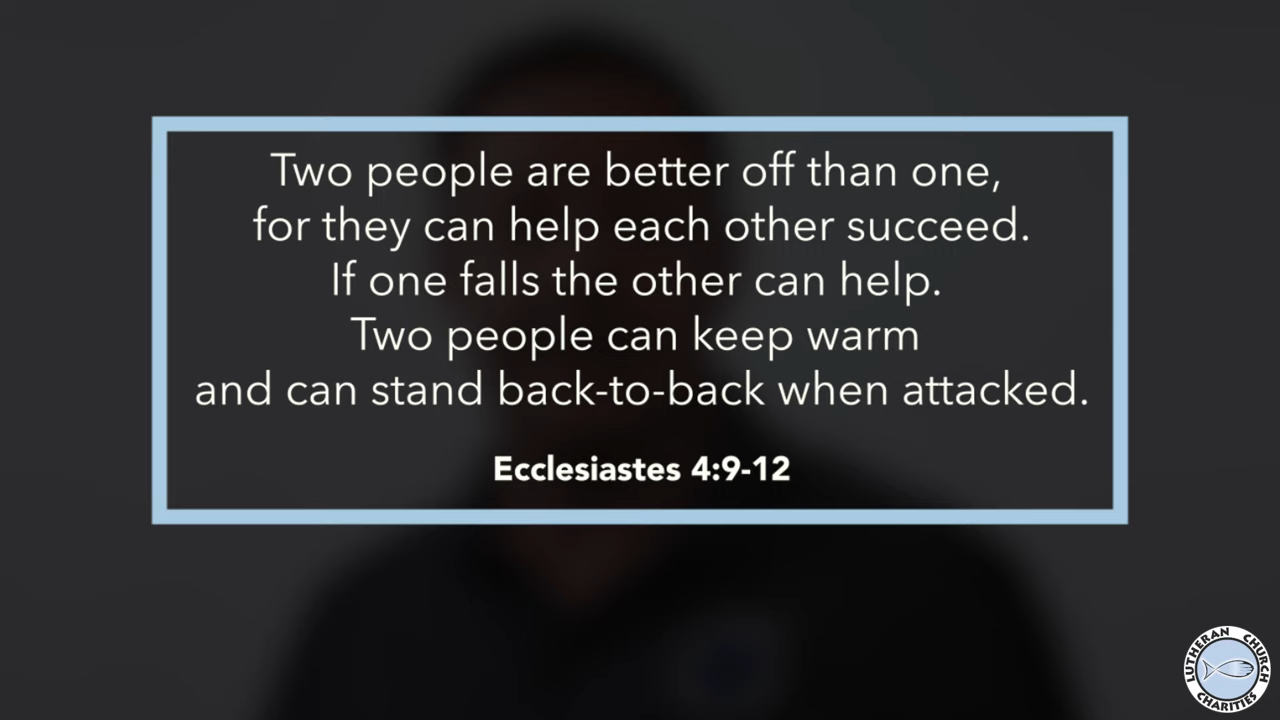 Two people are better off than one,
for they can help each other succeed.
If one falls the other can help.
Two people can keep warm
and can stand back-to-back when attacked.
Ecclesiastes 4:9-12
LUTHERAN CHURCH
CHARITIES